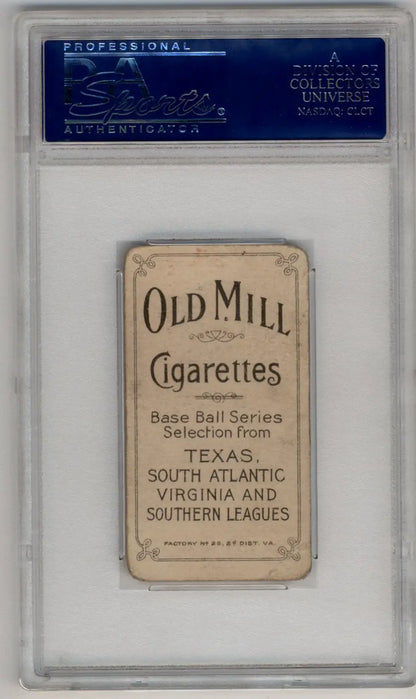 PROFESSIONAL
PSA
Sports
AUTHENTICATOR
A
DIVISION OF
COLLECTORS
UNIVERSE
NASDAQ: CLCT
OLD MILL
Cigarettes
Base Ball Series
Selection from
TEXAS,
SOUTH ATLANTIC
VIRGINIA AND
SOUTHERN LEAGUES
FACTORY Nº 25, 2ᴰ DIST. VA.